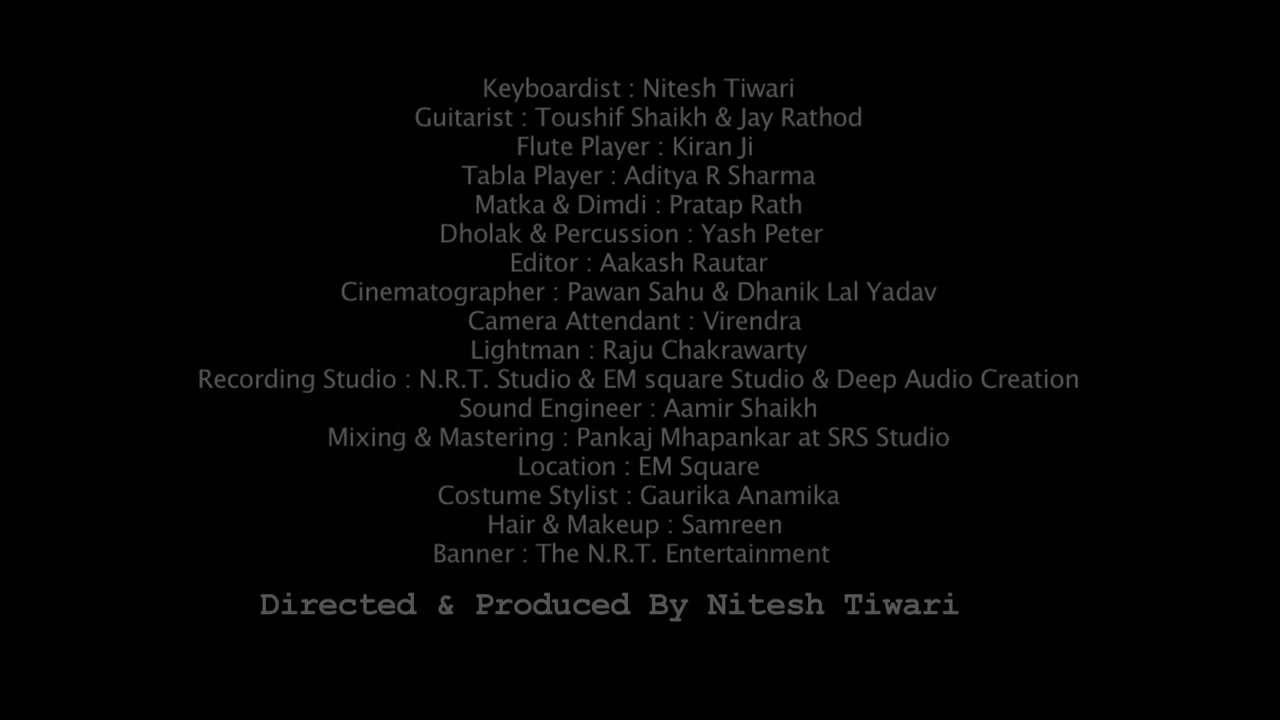 Keyboardist : Nitesh Tiwari
Guitarist : Toushif Shaikh & Jay Rathod
Flute Player : Kiran Ji
Tabla Player : Aditya R Sharma
Matka & Dimdi : Pratap Rath
Dholak & Percussion : Yash Peter
Editor : Aakash Rautar
Cinematographer : Pawan Sahu & Dhanik Lal Yadav
Camera Attendant : Virendra
Lightman : Raju Chakrawarty
Recording Studio : N.R.T. Studio & EM square Studio & Deep Audio Creation
Sound Engineer : Aamir Shaikh
Mixing & Mastering : Pankaj Mhapankar at SRS Studio
Location : EM Square
Costume Stylist : Gaurika Anamika
Hair & Makeup : Samreen
Banner : The N.R.T. Entertainment
Directed & Produced By Nitesh Tiwari